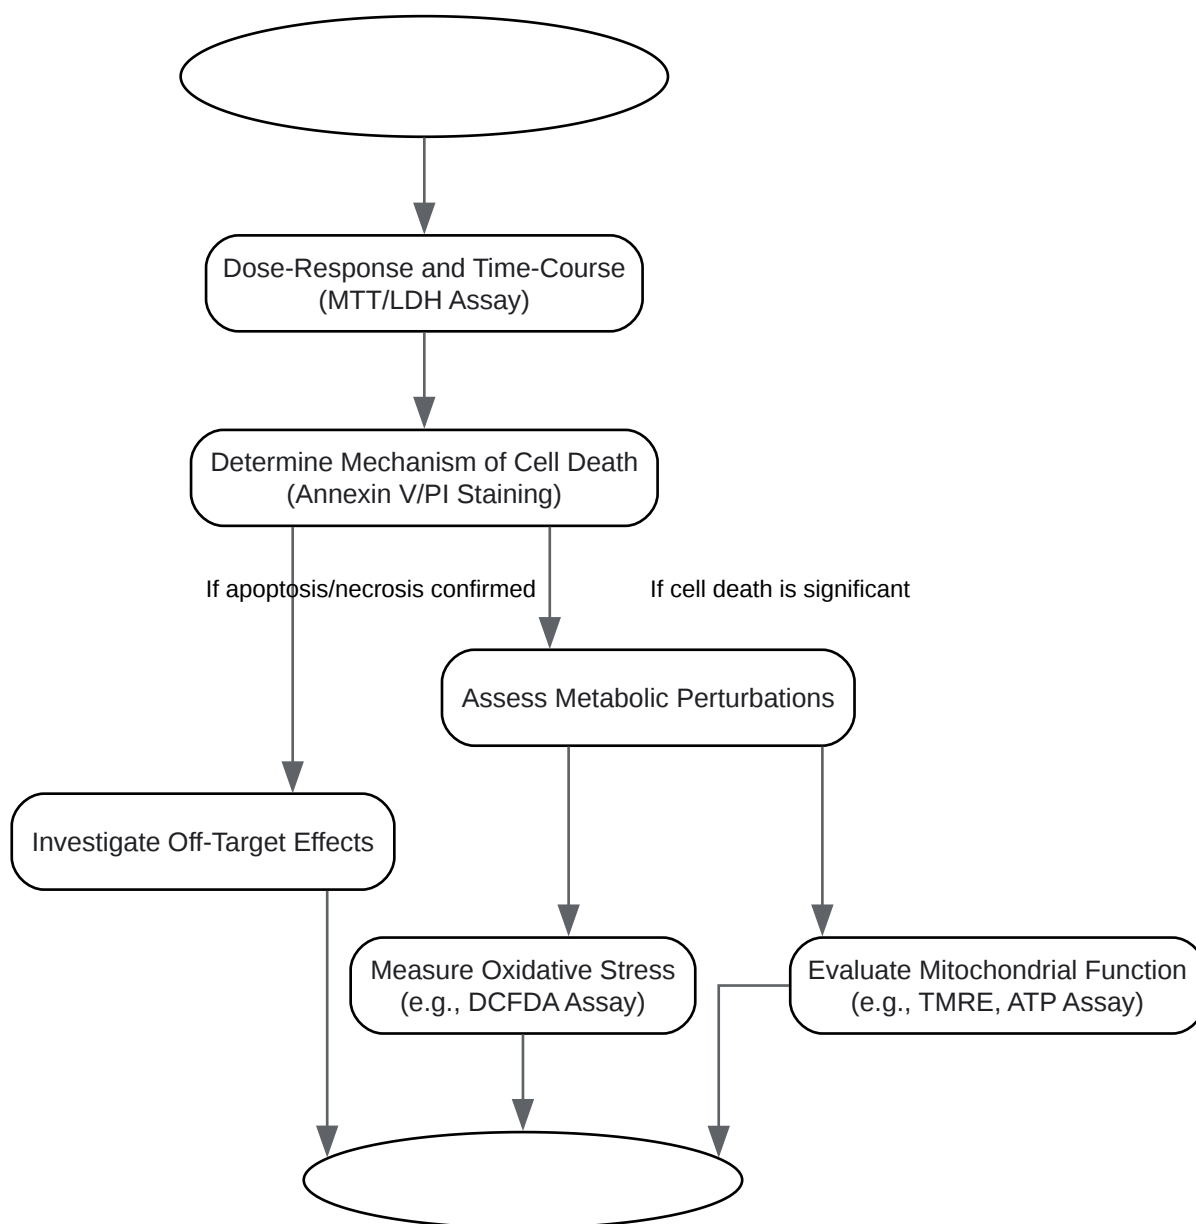 Dose-Response and Time-Course
(MTT/LDH Assay)
Determine Mechanism of Cell Death
(Annexin V/PI Staining)
If apoptosis/necrosis confirmed
If cell death is significant
Assess Metabolic Perturbations
Investigate Off-Target Effects
Measure Oxidative Stress
(e.g., DCFDA Assay)
Evaluate Mitochondrial Function
(e.g., TMRE, ATP Assay)